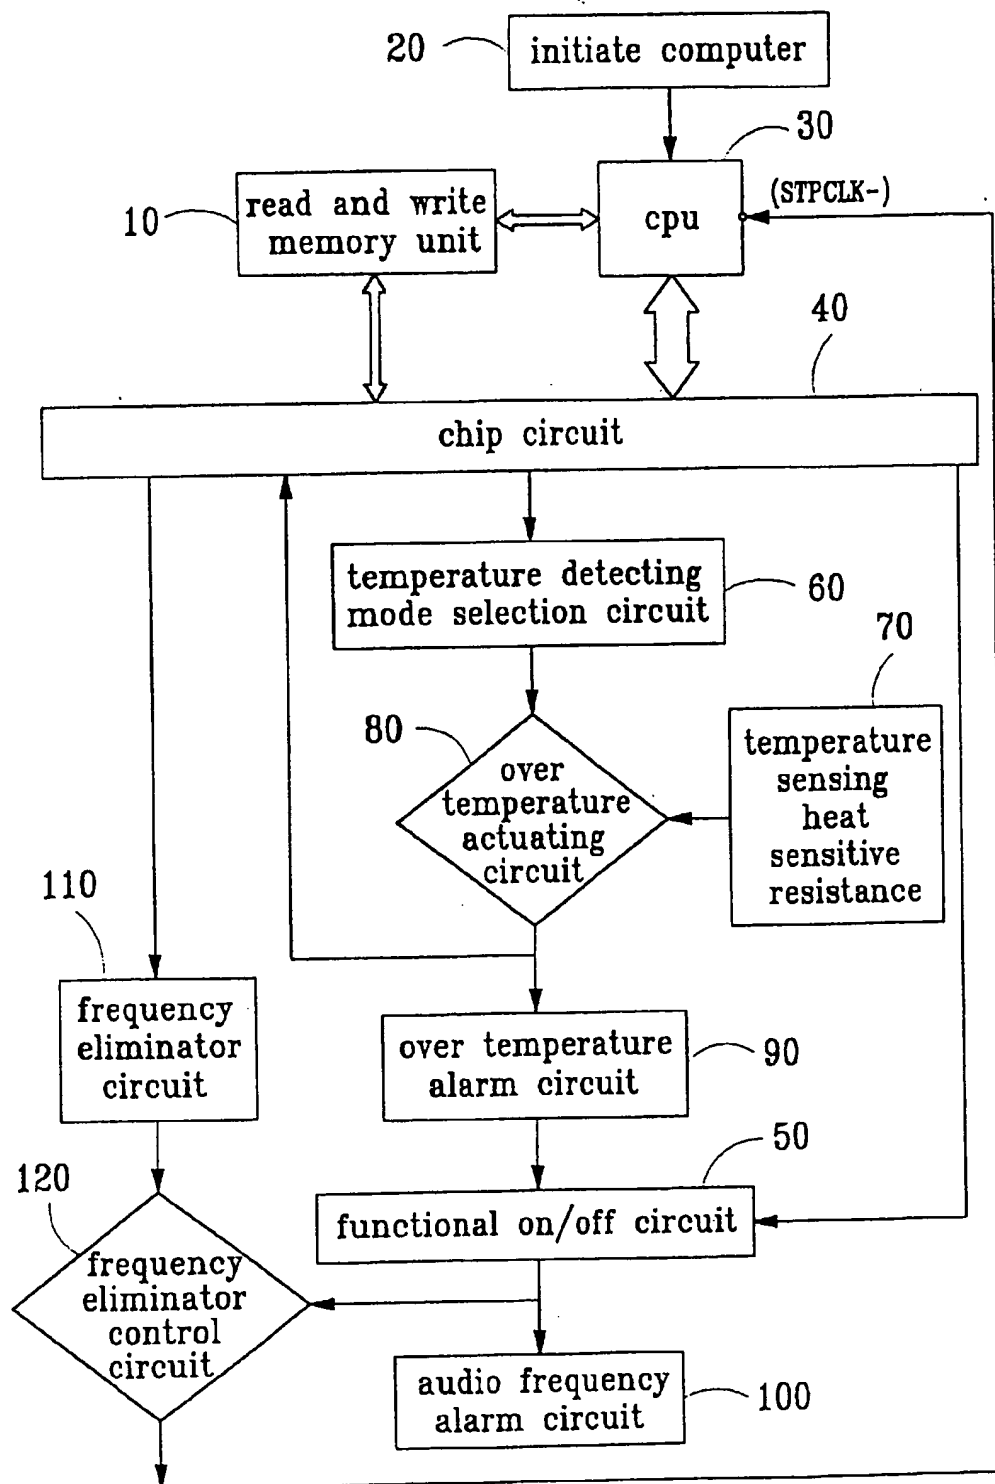 20
initiate computer
30
(STPCLK-)
read and write
memory unit
10
cpu
40
chip circuit
temperature detecting
mode selection circuit
60
70
80
over
temperature
actuating
circuit
temperature
sensing
heat
sensitive
resistance
110
frequency
eliminator
circuit
over temperature
alarm circuit
90
50
120
functional on/off circuit
frequency
eliminator
control
circuit
audio frequency
alarm circuit
100